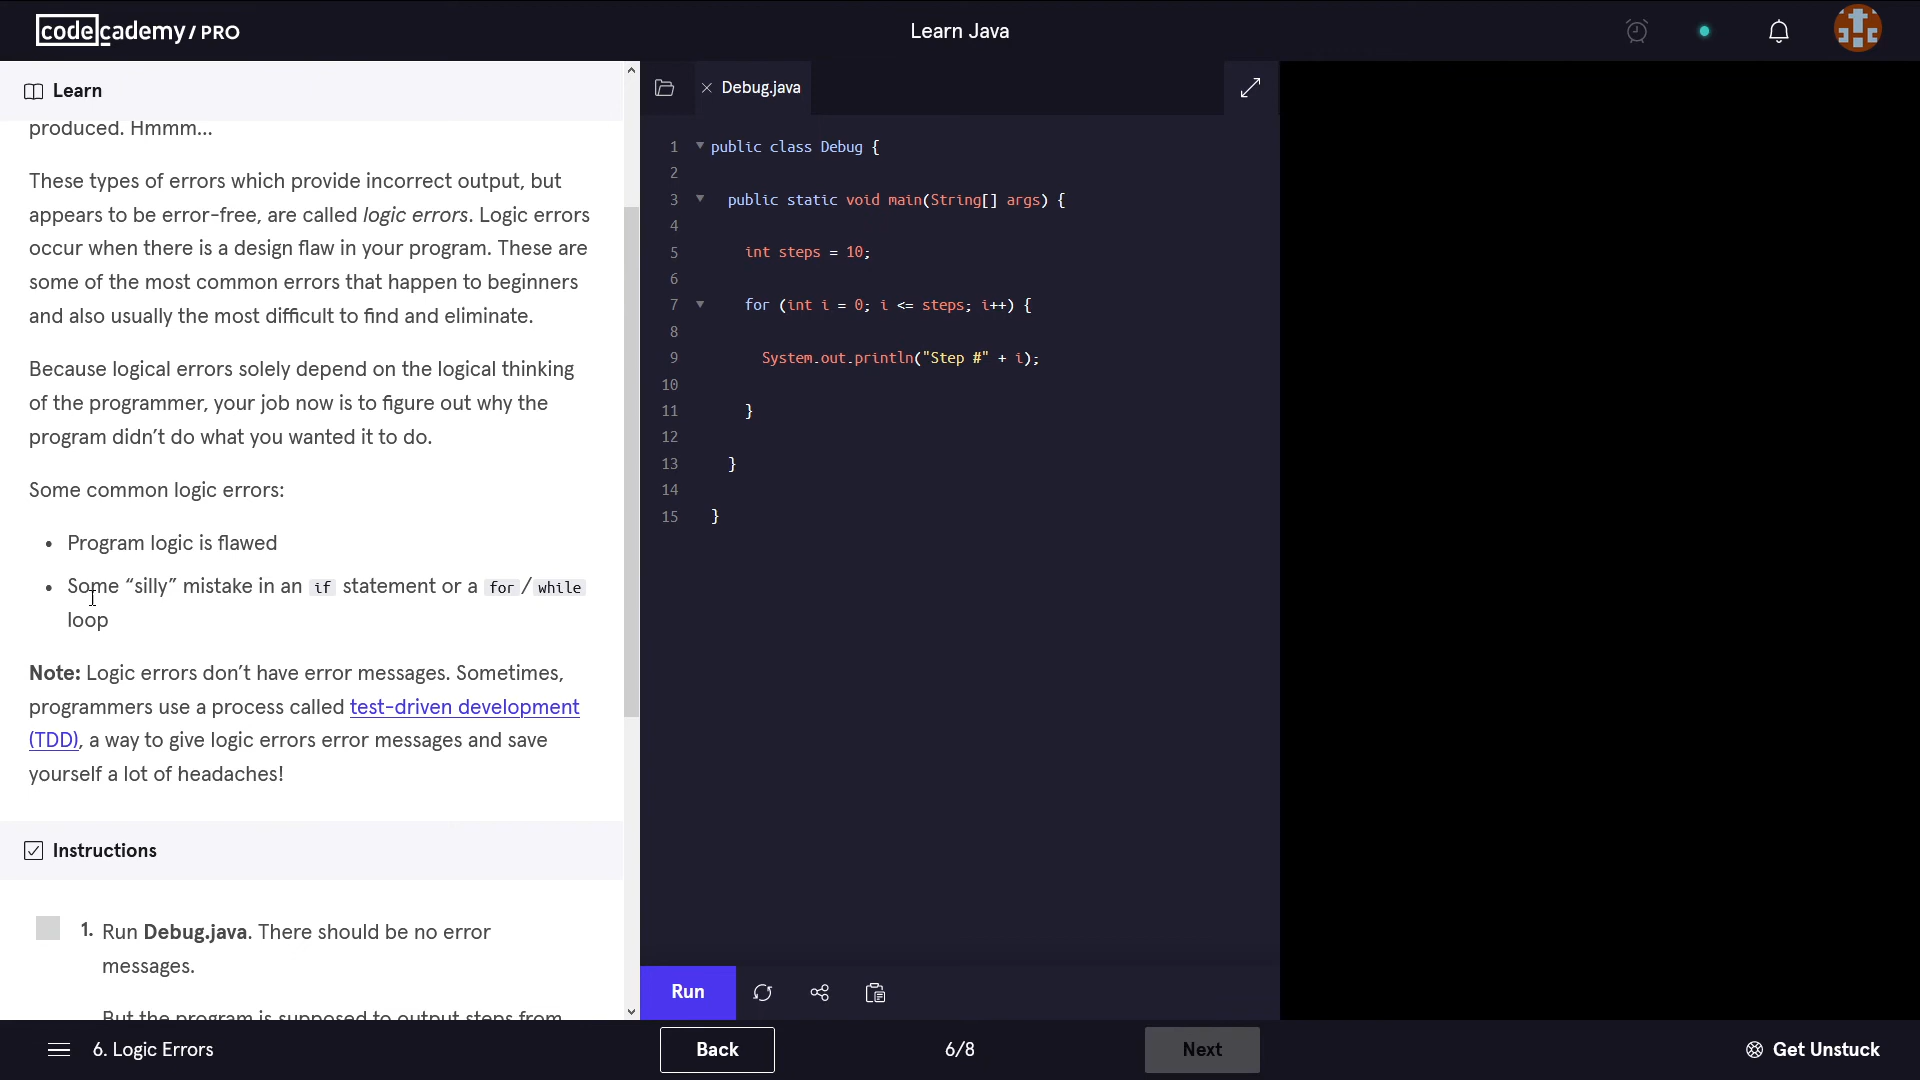 codecademy/PRO
Learn Java
Learn
produced. Hmmm...
These types of errors which provide incorrect output, but
appears to be error-free, are called logic errors. Logic errors
occur when there is a design flaw in your program. These are
some of the most common errors that happen to beginners
and also usually the most difficult to find and eliminate.
Because logical errors solely depend on the logical thinking
of the programmer, your job now is to figure out why the
program didn’t do what you wanted it to do.
Some common logic errors:
• Program logic is flawed
• Some “silly” mistake in an if statement or a for/while
loop
Note: Logic errors don’t have error messages. Sometimes,
programmers use a process called test-driven development
(TDD), a way to give logic errors error messages and save
yourself a lot of headaches!
Instructions
1. Run Debug.java. There should be no error
messages.
But the program is supposed to output steps from
Debug.java
1 public class Debug {
2
3 public static void main(String[] args) {
4
5 int steps = 10;
6
7 for (int i = 0; i <= steps; i++) {
8
9 System.out.println("Step #" + i);
10
11 }
12
13 }
14
15 }
Run
6. Logic Errors
Back
6/8
Next
Get Unstuck